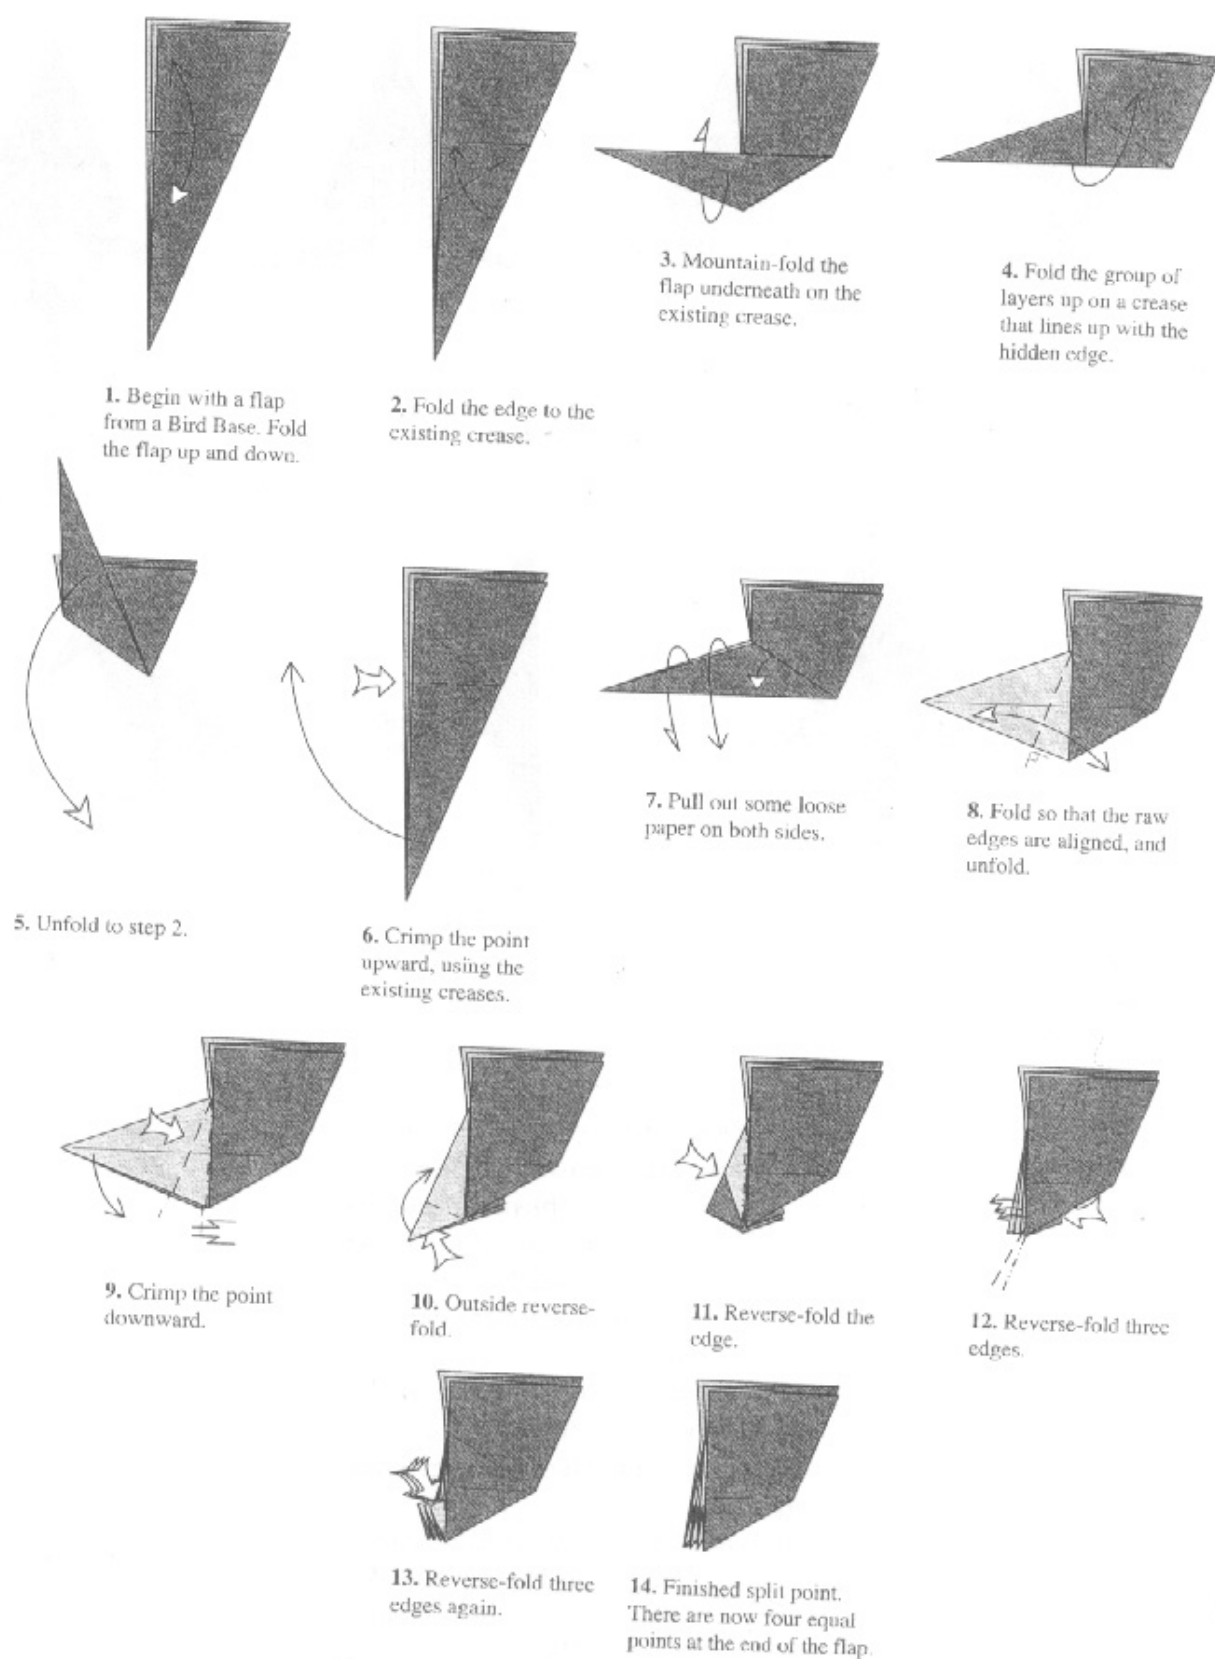 1. Begin with a flap
from a Bird Base. Fold
the flap up and down.
2. Fold the edge to the
existing crease.
3. Mountain-fold the
flap underneath on the
existing crease.
4. Fold the group of
layers up on a crease
that lines up with the
hidden edge.
5. Unfold to step 2.
6. Crimp the point
upward, using the
existing creases.
7. Pull out some loose
paper on both sides.
8. Fold so that the raw
edges are aligned, and
unfold.
9. Crimp the point
downward.
10. Outside reverse-
fold.
11. Reverse-fold the
edge.
12. Reverse-fold three
edges.
13. Reverse-fold three
edges again.
14. Finished split point.
There are now four equal
points at the end of the flap.